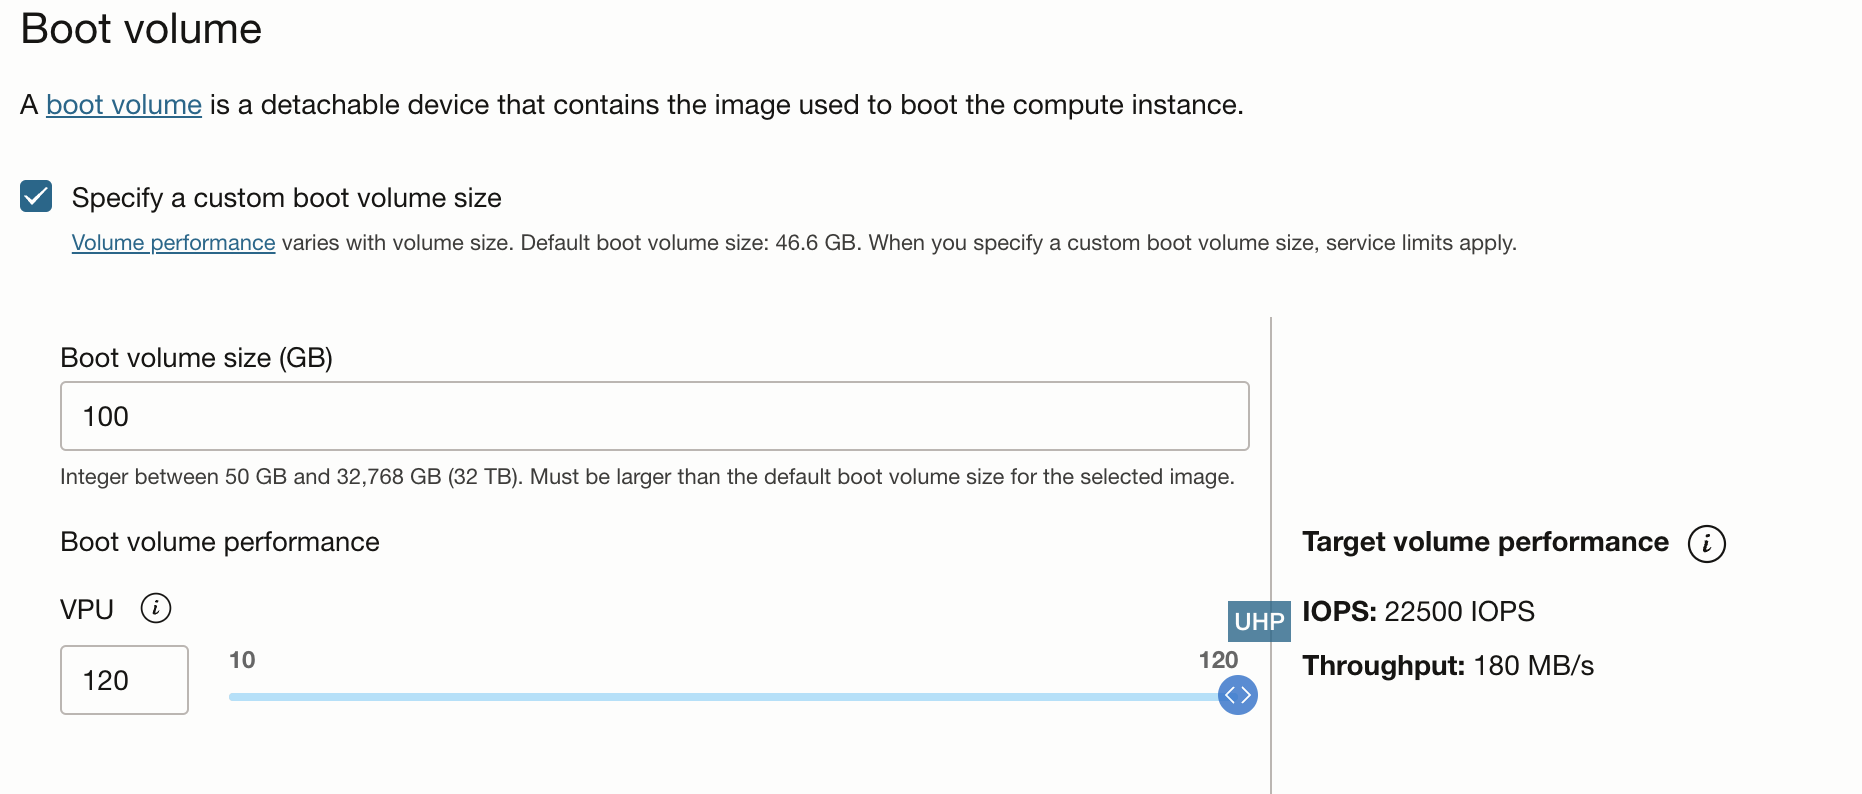 Boot volume
A boot volume is a detachable device that contains the image used to boot the compute instance.
Specify a custom boot volume size
Volume performance varies with volume size. Default boot volume size: 46.6 GB. When you specify a custom boot volume size, service limits apply.
Boot volume size (GB)
100
Integer between 50 GB and 32,768 GB (32 TB). Must be larger than the default boot volume size for the selected image.
Boot volume performance
VPU
120
10
120
UHP
Target volume performance
IOPS: 22500 IOPS
Throughput: 180 MB/s